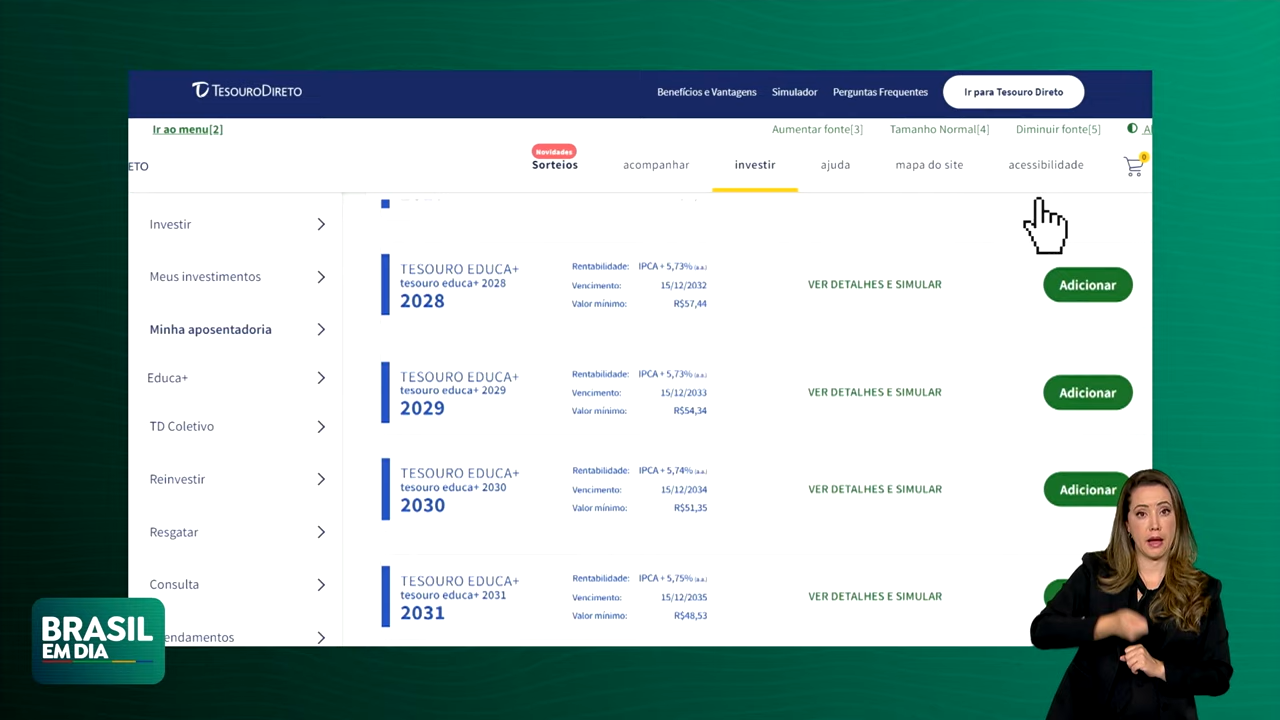 TESOURODIRETO
Benefícios e Vantagens
Simulador
Perguntas Frequentes
Ir para Tesouro Direto
Ir ao menu[2]
Aumentar fonte[3]
Tamanho Normal[4]
Diminuir fonte[5]
ETO
Novidades
Sorteios
acompanhar
investir
ajuda
mapa do site
acessibilidade
0
Investir
Meus investimentos
Minha aposentadoria
Educa+
TD Coletivo
Reinvestir
Resgatar
Consulta
endamentos
TESOURO EDUCA+
tesouro educa+ 2028
2028
Rentabilidade: IPCA + 5,73% (a.a.)
Vencimento: 15/12/2032
Valor mínimo: R$57,44
VER DETALHES E SIMULAR
Adicionar
TESOURO EDUCA+
tesouro educa+ 2029
2029
Rentabilidade: IPCA + 5,73% (a.a.)
Vencimento: 15/12/2033
Valor mínimo: R$54,34
VER DETALHES E SIMULAR
Adicionar
TESOURO EDUCA+
tesouro educa+ 2030
2030
Rentabilidade: IPCA + 5,74% (a.a.)
Vencimento: 15/12/2034
Valor mínimo: R$51,35
VER DETALHES E SIMULAR
Adicionar
TESOURO EDUCA+
tesouro educa+ 2031
2031
Rentabilidade: IPCA + 5,75% (a.a.)
Vencimento: 15/12/2035
Valor mínimo: R$48,53
VER DETALHES E SIMULAR
BRASIL
EM DIA